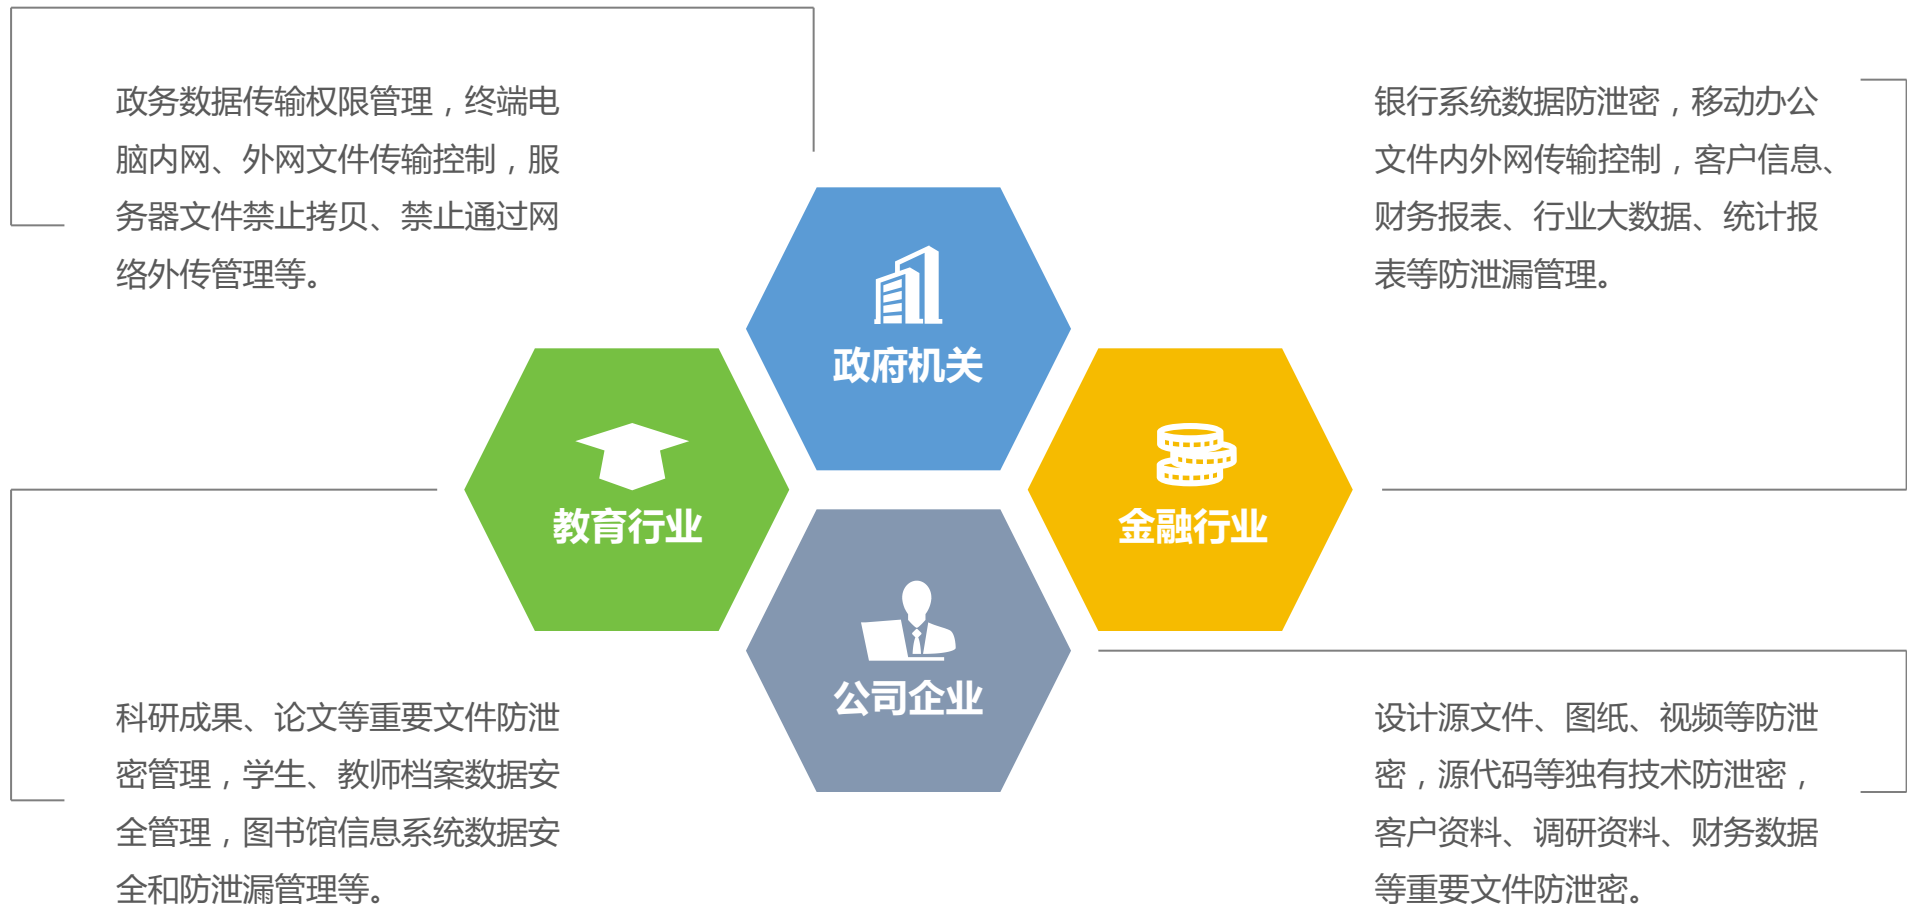 政务数据传输权限管理，终端电
脑内网、外网文件传输控制，服
务器文件禁止拷贝、禁止通过网
络外传管理等。
银行系统数据防泄密，移动办公
文件内外网传输控制，客户信息、
财务报表、行业大数据、统计报
表等防泄漏管理。
政府机关
教育行业
金融行业
公司企业
科研成果、论文等重要文件防泄
密管理，学生、教师档案数据安
全管理，图书馆信息系统数据安
全和防泄漏管理等。
设计源文件、图纸、视频等防泄
密，源代码等独有技术防泄密，
客户资料、调研资料、财务数据
等重要文件防泄密。